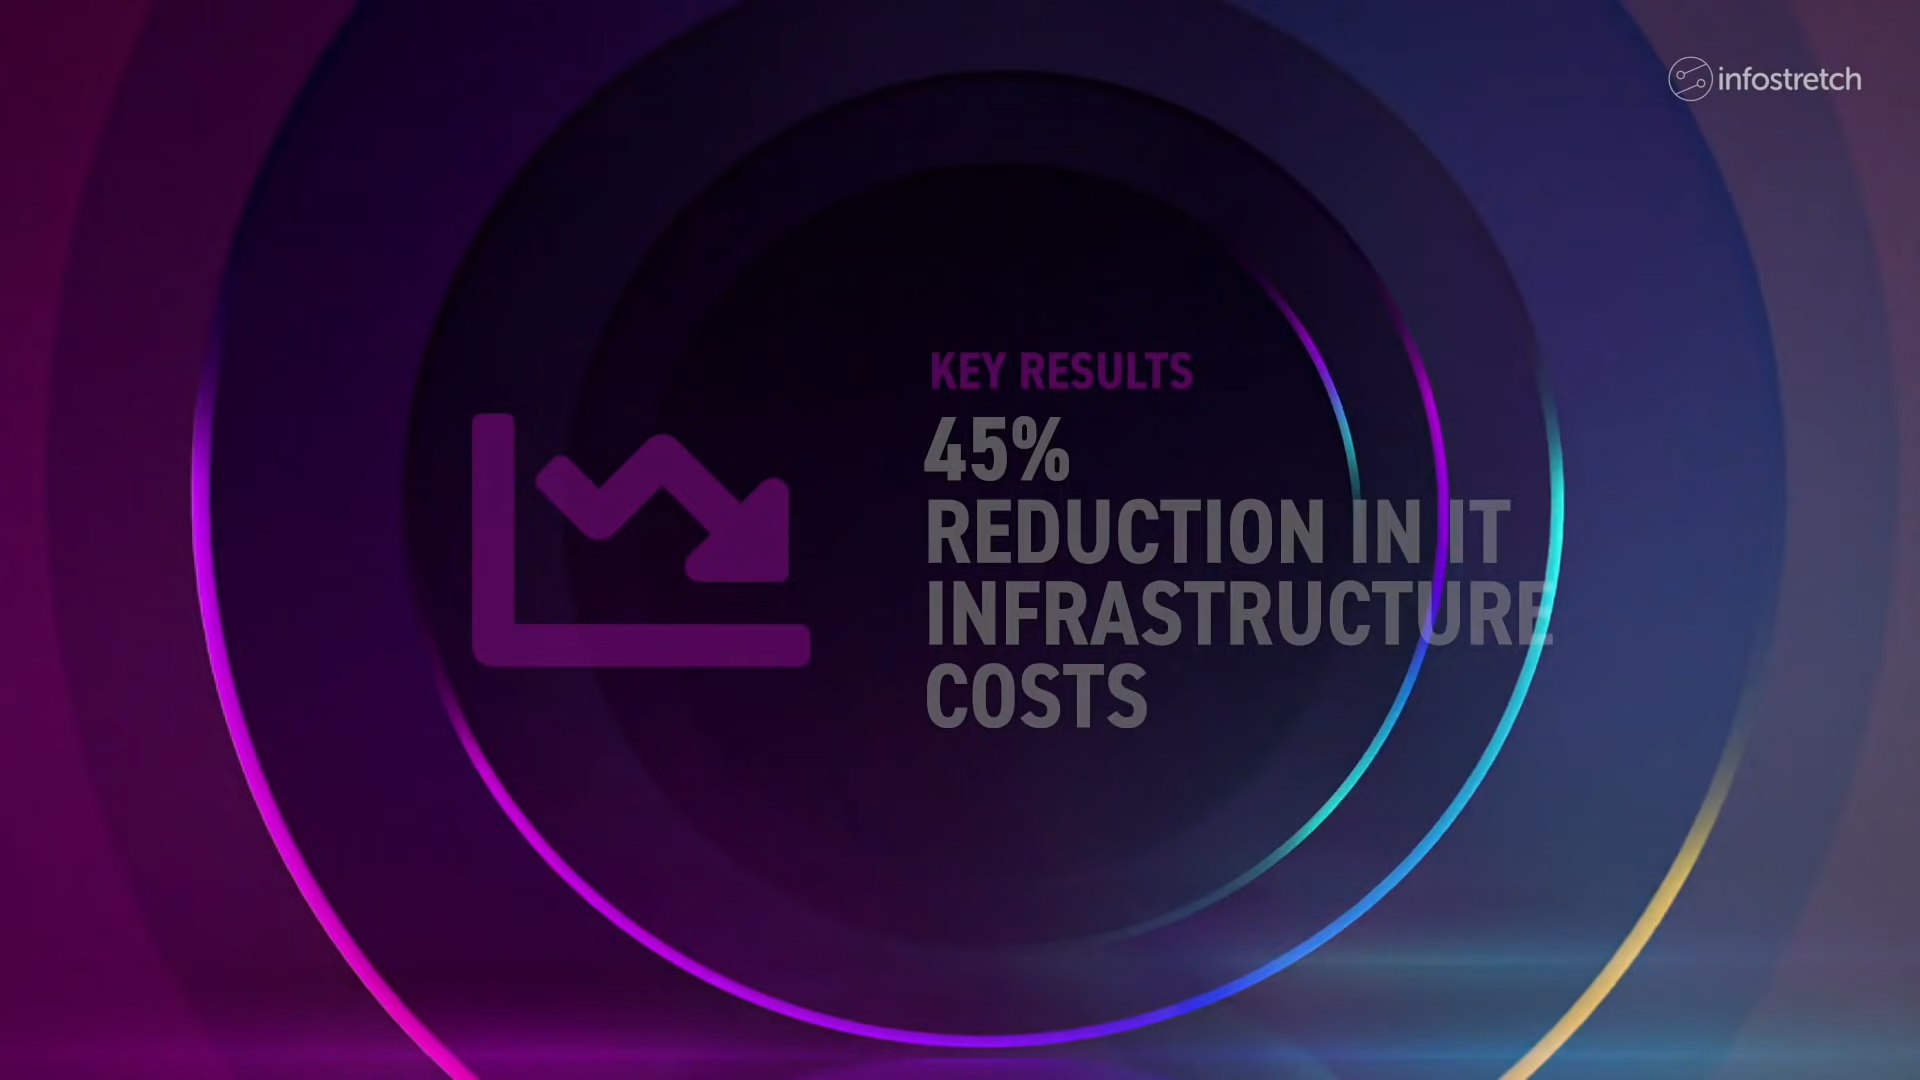 infostretch
KEY RESULTS
45%
REDUCTION IN IT
INFRASTRUCTURE
COSTS